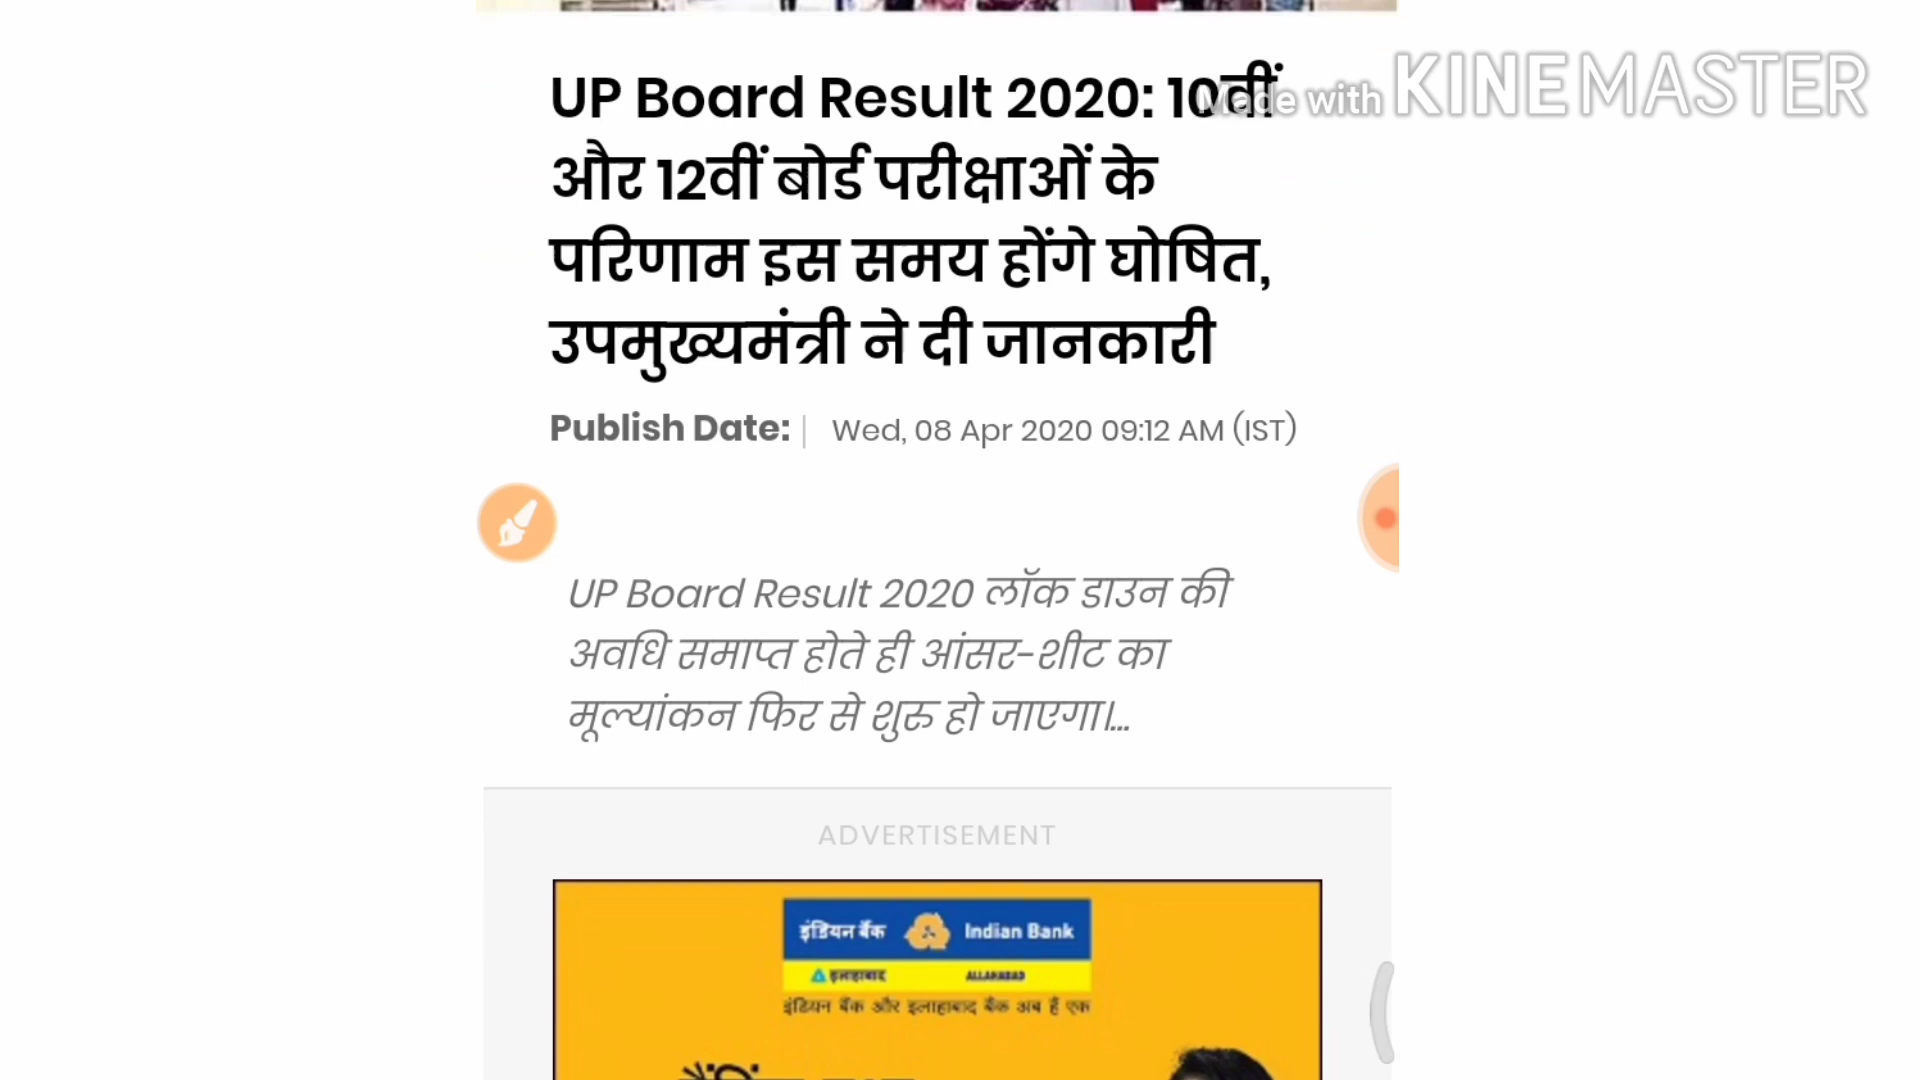 UP Board Result 2020: 10वीं
Made with KINEMASTER
और 12वीं बोर्ड परीक्षाओं के
परिणाम इस समय होंगे घोषित,
उपमुख्यमंत्री ने दी जानकारी
Publish Date: | Wed, 08 Apr 2020 09:12 AM (IST)
UP Board Result 2020 लॉक डाउन की
अवधि समाप्त होते ही आंसर-शीट का
मूल्यांकन फिर से शुरु हो जाएगा।...
ADVERTISEMENT
इंडियन बैंक Indian Bank
इलाहाबाद ALLAHABAD
इंडियन बैंक और इलाहाबाद बैंक अब हैं एक